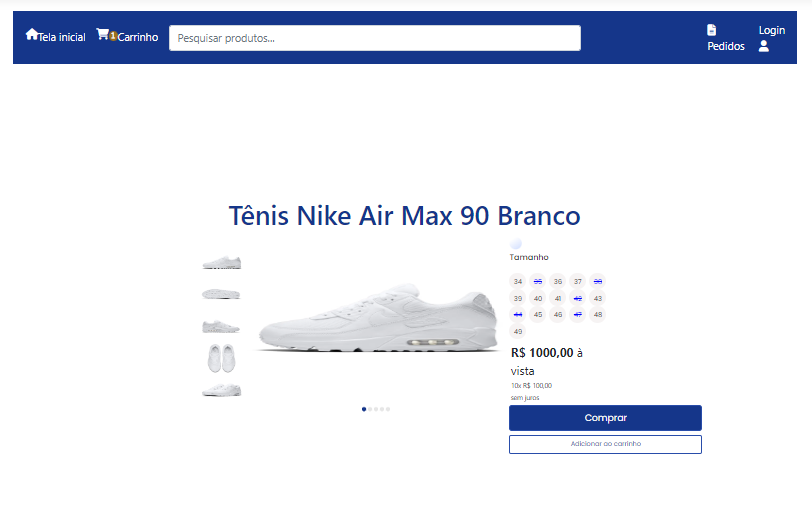 Tela inicial 1 Carrinho Pesquisar produtos... Pedidos Login
Tênis Nike Air Max 90 Branco
Tamanho
34 35 36 37 38
39 40 41 42 43
44 45 46 47 48
49
R$ 1000,00 à
vista
10x R$ 100,00
sem juros
Comprar
Adicionar ao carrinho